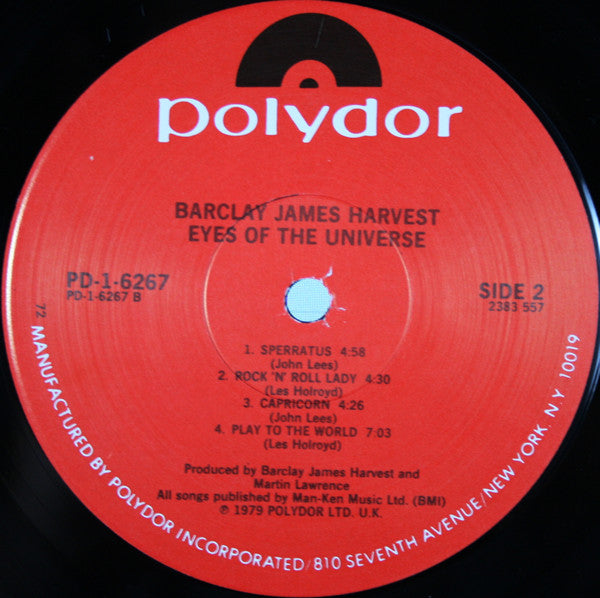 polydor
BARCLAY JAMES HARVEST
EYES OF THE UNIVERSE
PD-1-6267
PD-1-6267 B
SIDE 2
2383 557
1. SPERRATUS 4:58
(John Lees)
2. ROCK 'N' ROLL LADY 4:30
(Les Holroyd)
3. CAPRICORN 4:26
(John Lees)
4. PLAY TO THE WORLD 7:03
(Les Holroyd)
Produced by Barclay James Harvest and
Martin Lawrence
All songs published by Man-Ken Music Ltd. (BMI)
℗ 1979 POLYDOR LTD. U.K.
72 MANUFACTURED BY POLYDOR INCORPORATED/810 SEVENTH AVENUE/NEW YORK. N.Y 10019